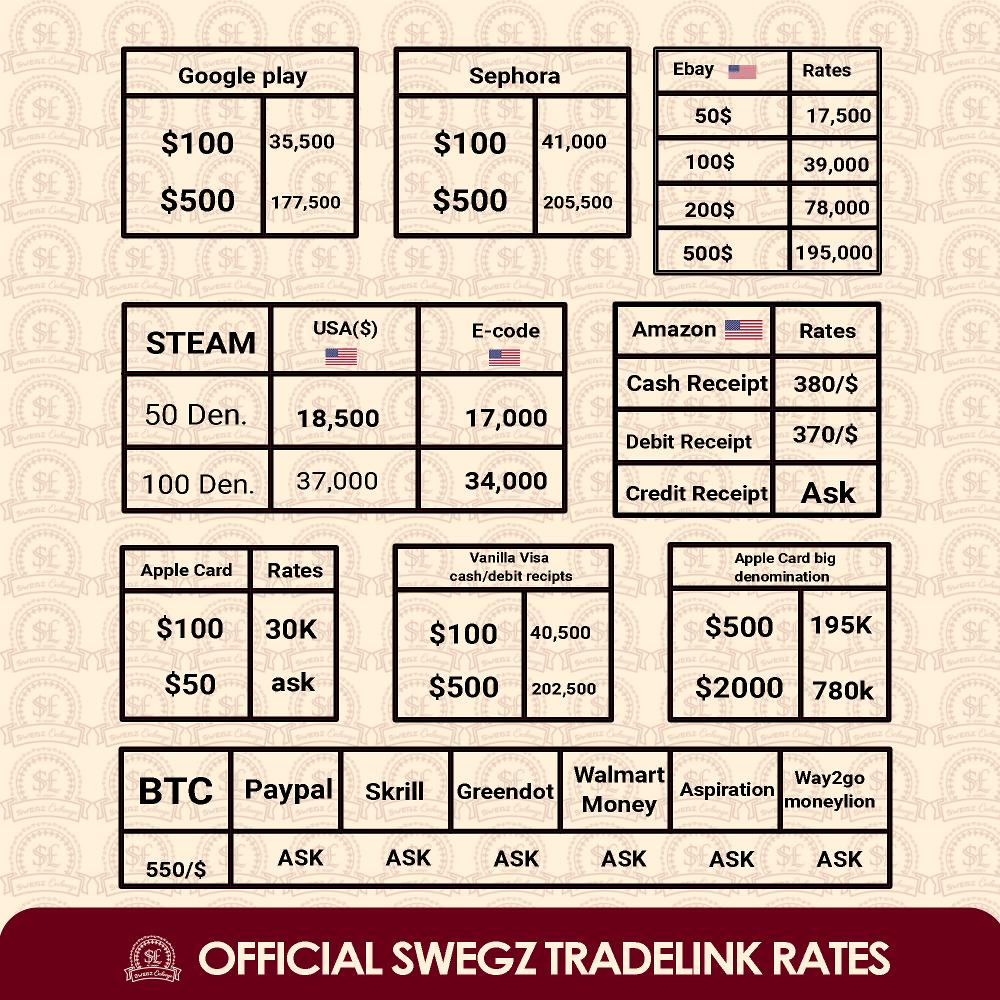 Google play
$100 35,500
$500 177,500
Sephora
$100 41,000
$500 205,500
Ebay Rates
50$ 17,500
100$ 39,000
200$ 78,000
500$ 195,000
STEAM USA($) E-code
50 Den. 18,500 17,000
100 Den. 37,000 34,000
Amazon Rates
Cash Receipt 380/$
Debit Receipt 370/$
Credit Receipt Ask
Apple Card Rates
$100 30K
$50 ask
Vanilla Visa
cash/debit recipts
$100 40,500
$500 202,500
Apple Card big
denomination
$500 195K
$2000 780k
BTC Paypal Skrill Greendot Walmart Money Aspiration Way2go moneylion
550/$ ASK ASK ASK ASK ASK ASK
$£
Swegz Exchange
OFFICIAL SWEGZ TRADELINK RATES